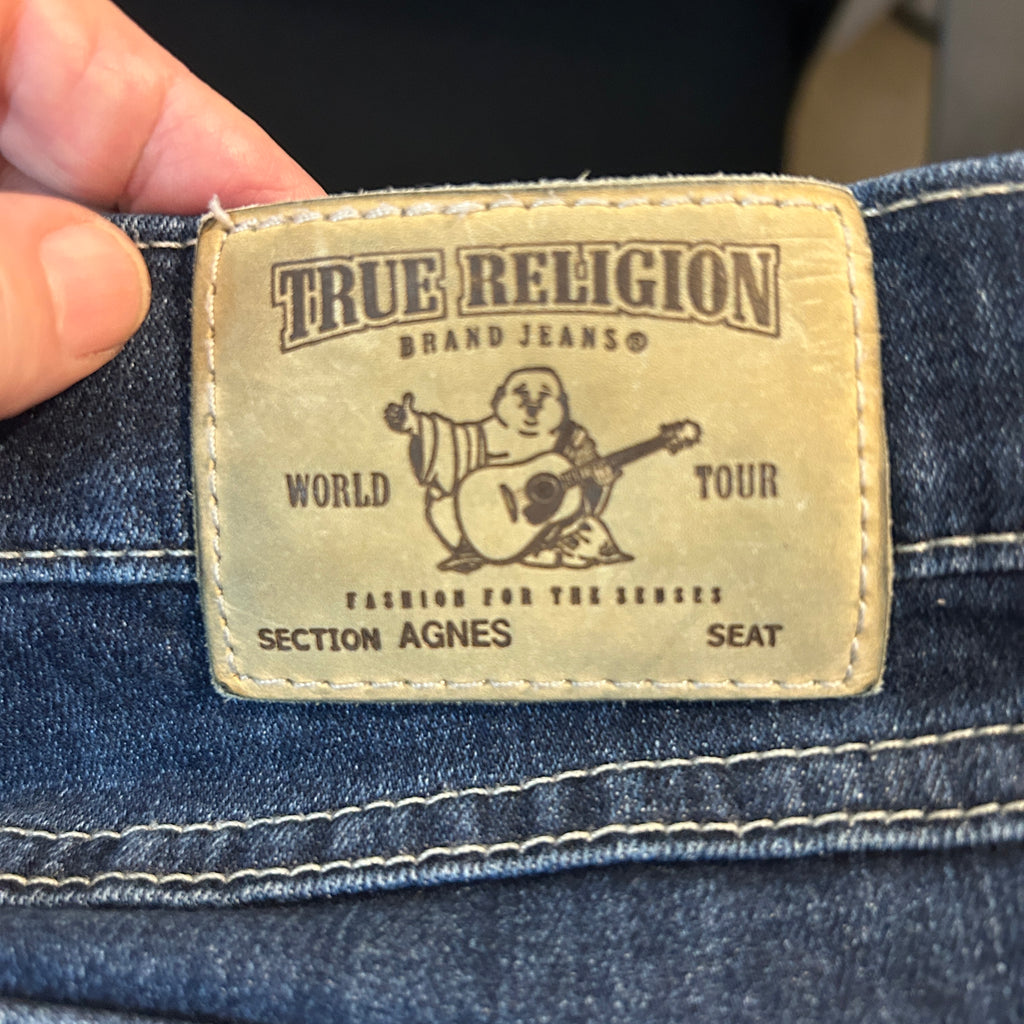 TRUE RELIGION
BRAND JEANS®
WORLD TOUR
FASHION FOR THE SENSES
SECTION AGNES SEAT